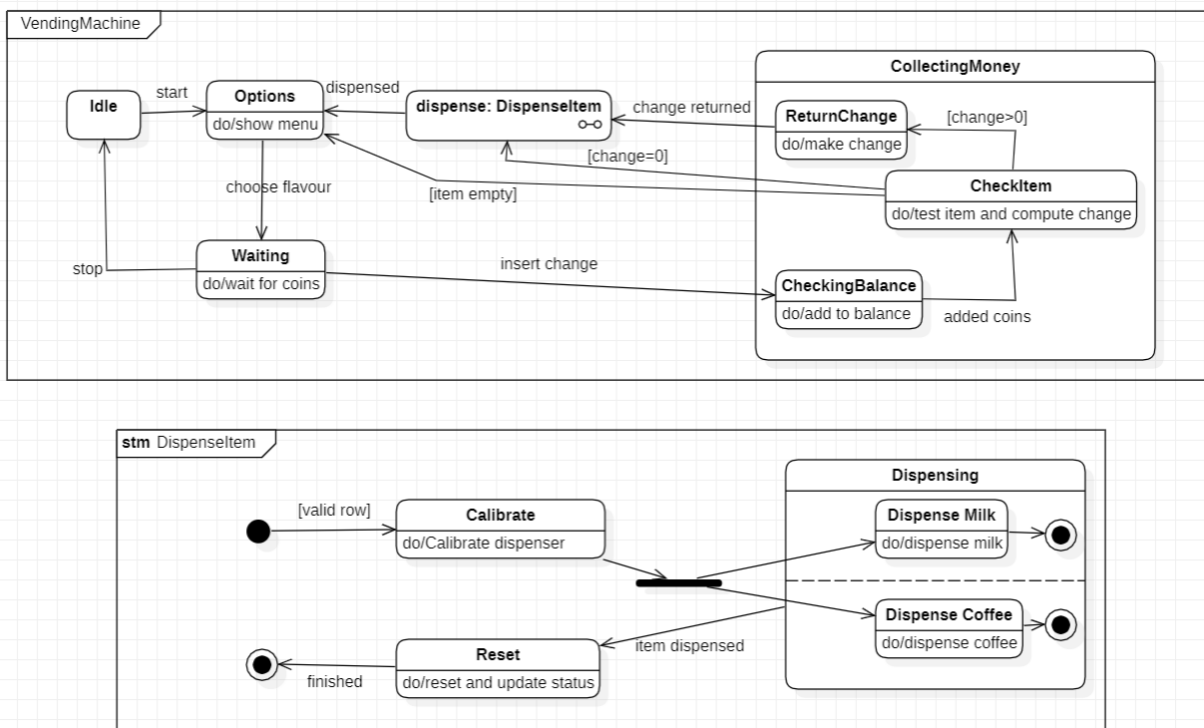 VendingMachine
CollectingMoney
Idle
start
Options
do/show menu
dispensed
dispense: DispenseItem
change returned
ReturnChange
do/make change
[change>0]
[change=0]
CheckItem
do/test item and compute change
choose flavour
[item empty]
Waiting
do/wait for coins
stop
insert change
CheckingBalance
do/add to balance
added coins
stm DispenseItem
Dispensing
[valid row]
Calibrate
do/Calibrate dispenser
Dispense Milk
do/dispense milk
Dispense Coffee
do/dispense coffee
item dispensed
Reset
do/reset and update status
finished